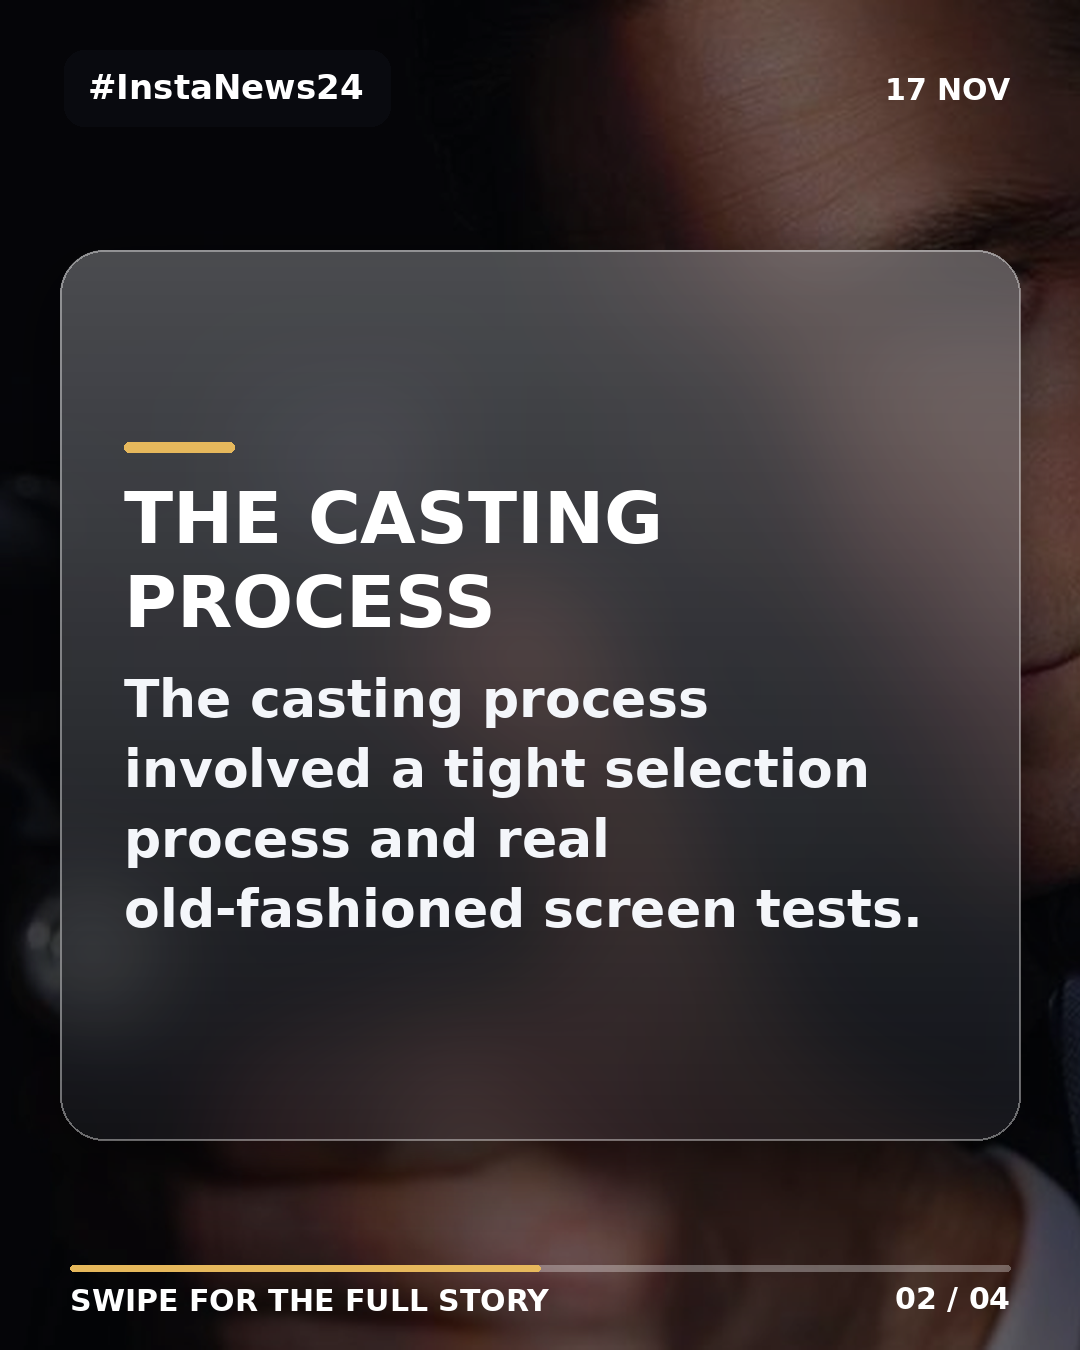 #InstaNews24
17 NOV
THE CASTING
PROCESS
The casting process
involved a tight selection
process and real
old-fashioned screen tests.
SWIPE FOR THE FULL STORY
02 / 04